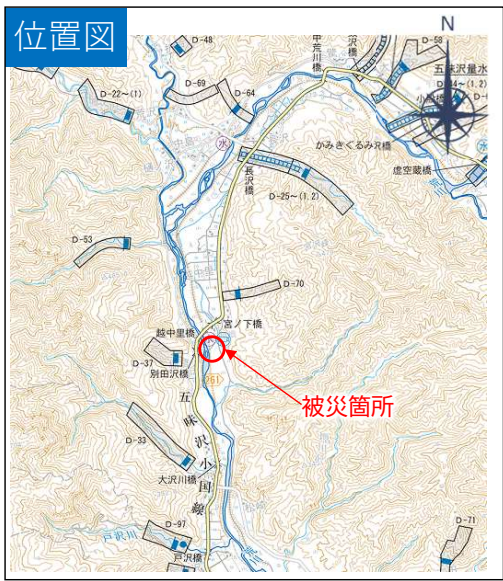 位置図
N
D-48
中荒川橋
沢橋
D-58
五味沢量水
D-69
D-22〜(1)
D-64
水
かみきくるみ沢橋
虚空蔵橋
長沢橋
D-25〜(1.2)
D-53
D-70
宮ノ下橋
越中里橋
D-37
別田沢橋
261
被災箇所
五味沢小国線
D-33
大沢川橋
D-97
戸沢川
戸沢橋
D-71